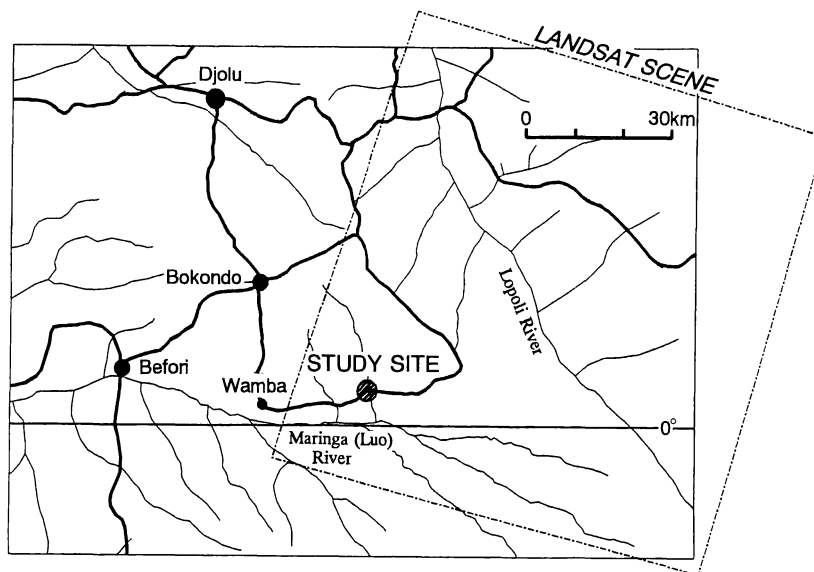 LANDSAT SCENE
Djolu
0 30km
Bokondo
Lopoli River
STUDY SITE
Befori
Wamba
0°
Maringa (Luo)
River